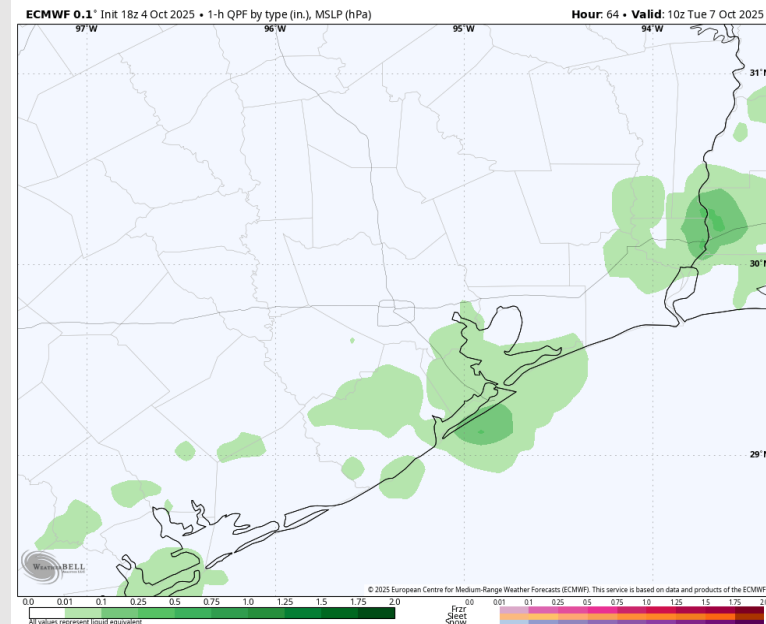 ECMWF 0.1° Init 18z 4 Oct 2025 • 1-h QPF by type (in.), MSLP (hPa)
Hour: 64 • Valid: 10z Tue 7 Oct 2025
97°W 96°W 95°W 94°W
31°N
30°N
29°N
WEATHERBELL
© 2025 European Centre for Medium-Range Weather Forecasts (ECMWF). This service is based on data and products of the ECMWF
0.0 0.01 0.1 0.25 0.5 0.75 1.0 1.25 1.5 1.75 2.0
0.0 0.01 0.1 0.25 0.5 0.75 1.0 1.25 1.5 1.75 2.0
Frzr
Sleet
Snow
All values represent liquid equivalent